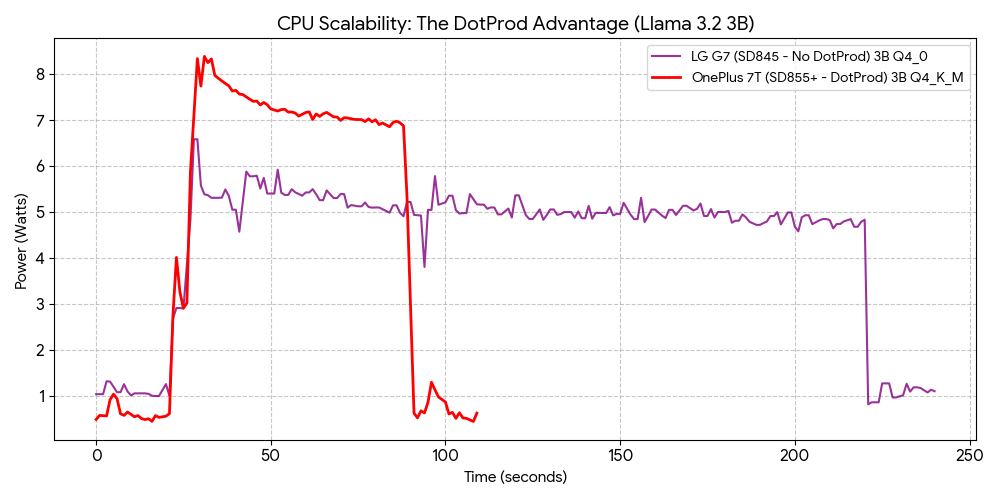 CPU Scalability: The DotProd Advantage (Llama 3.2 3B)
LG G7 (SD845 - No DotProd) 3B Q4_0
OnePlus 7T (SD855+ - DotProd) 3B Q4_K_M
Power (Watts)
8
7
6
5
4
3
2
1
0 50 100 150 200 250
Time (seconds)